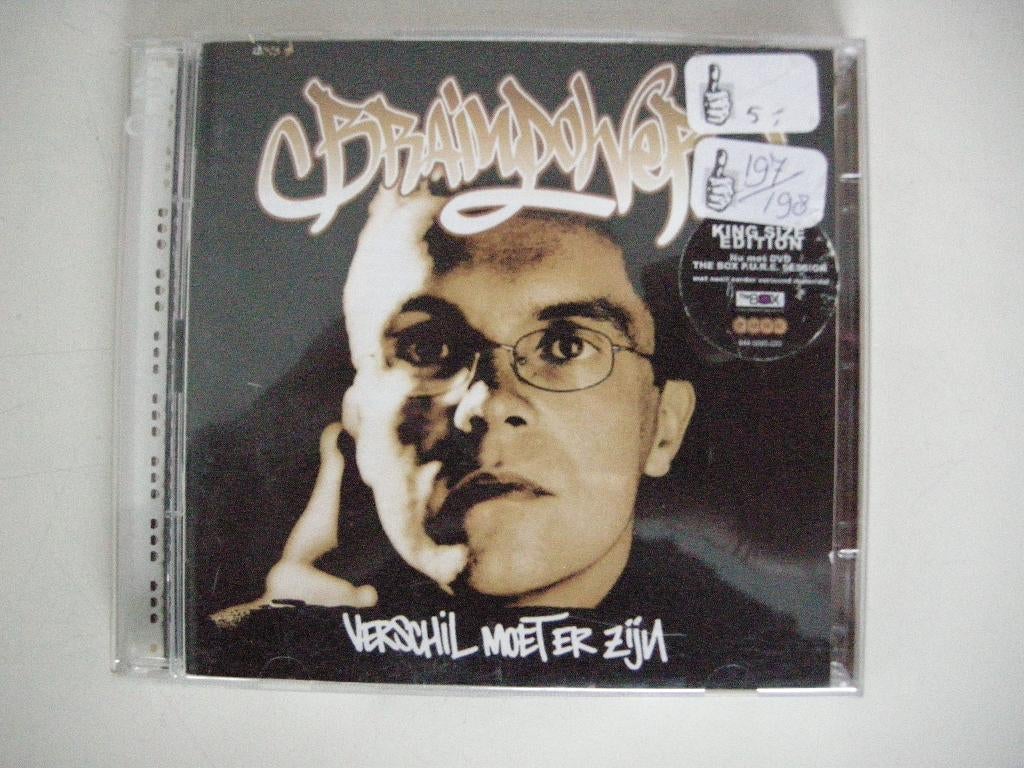 BRAINPOWER
5,-
197/198
KING SIZE
EDITION
Nu met DVD
THE BOX P.U.R.E. SESSION
THE BOX
VERSCHIL MOET ER ZIJN